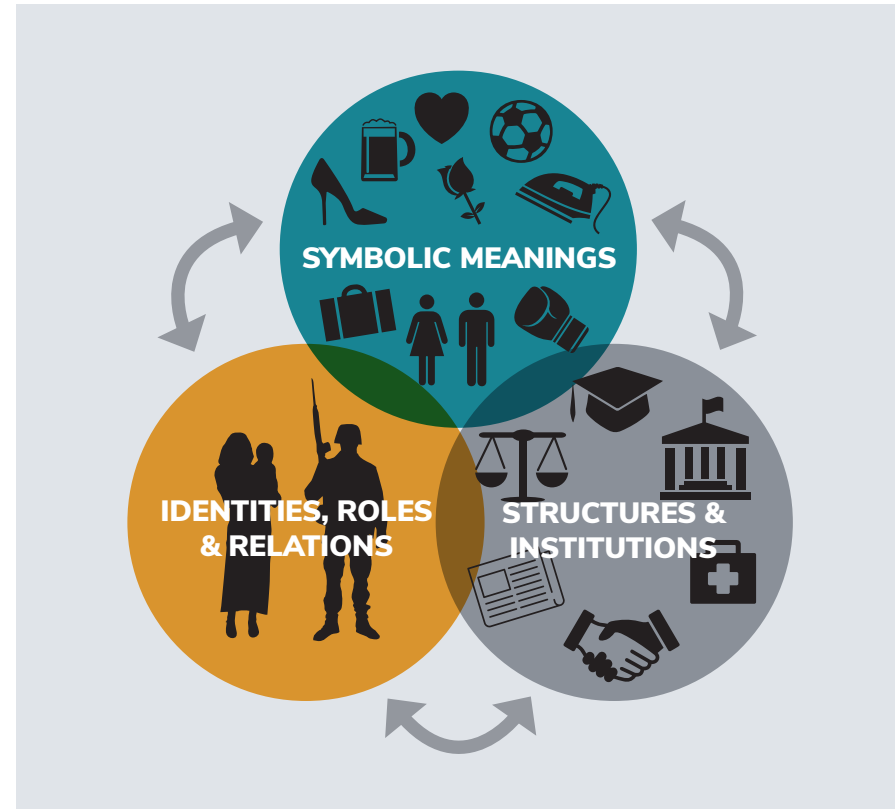 SYMBOLIC MEANINGS
IDENTITIES, ROLES
& RELATIONS
STRUCTURES &
INSTITUTIONS